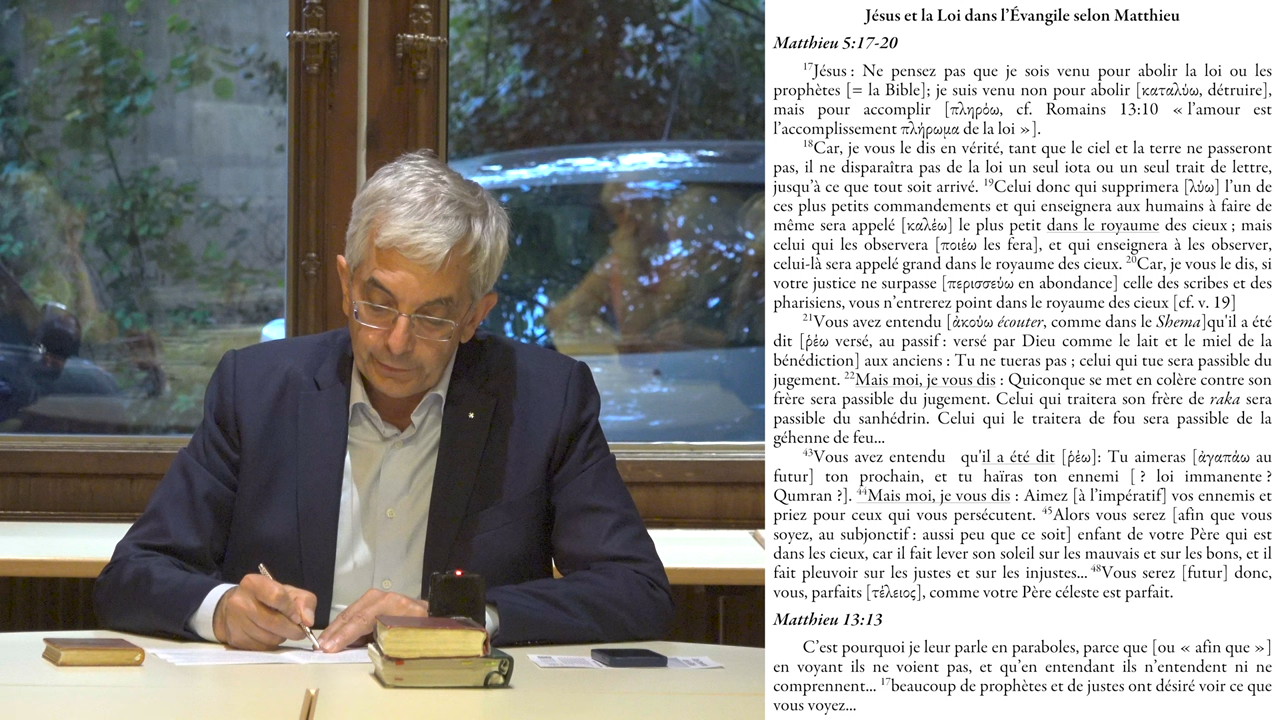 Jésus et la Loi dans l’Évangile selon Matthieu
Matthieu 5:17-20
17Jésus : Ne pensez pas que je sois venu pour abolir la loi ou les
prophètes [= la Bible]; je suis venu non pour abolir [καταλύω, détruire],
mais pour accomplir [πληρόω, cf. Romains 13:10 « l’amour est
l’accomplissement πλήρωμα de la loi »].
18Car, je vous le dis en vérité, tant que le ciel et la terre ne passeront
pas, il ne disparaîtra pas de la loi un seul iota ou un seul trait de lettre,
jusqu’à ce que tout soit arrivé. 19Celui donc qui supprimera [λύω] l’un de
ces plus petits commandements et qui enseignera aux humains à faire de
même sera appelé [καλέω] le plus petit dans le royaume des cieux ; mais
celui qui les observera [ποιέω les fera], et qui enseignera à les observer,
celui-là sera appelé grand dans le royaume des cieux. 20Car, je vous le dis, si
votre justice ne surpasse [περισσεύω en abondance] celle des scribes et des
pharisiens, vous n’entrerez point dans le royaume des cieux [cf. v. 19]
21Vous avez entendu [ἀκούω écouter, comme dans le Shema]qu'il a été
dit [ῥέω versé, au passif : versé par Dieu comme le lait et le miel de la
bénédiction] aux anciens : Tu ne tueras pas ; celui qui tue sera passible du
jugement. 22Mais moi, je vous dis : Quiconque se met en colère contre son
frère sera passible du jugement. Celui qui traitera son frère de raka sera
passible du sanhédrin. Celui qui le traitera de fou sera passible de la
géhenne de feu...
43Vous avez entendu qu'il a été dit [ῥέω]: Tu aimeras [ἀγαπάω au
futur] ton prochain, et tu haïras ton ennemi [ ? loi immanente ?
Qumran ?]. 44Mais moi, je vous dis : Aimez [à l’impératif] vos ennemis et
priez pour ceux qui vous persécutent. 45Alors vous serez [afin que vous
soyez, au subjonctif : aussi peu que ce soit] enfant de votre Père qui est
dans les cieux, car il fait lever son soleil sur les mauvais et sur les bons, et il
fait pleuvoir sur les justes et sur les injustes... 48Vous serez [futur] donc,
vous, parfaits [τέλειος], comme votre Père céleste est parfait.
Matthieu 13:13
C’est pourquoi je leur parle en paraboles, parce que [ou « afin que »]
en voyant ils ne voient pas, et qu’en entendant ils n’entendent ni ne
comprennent... 17beaucoup de prophètes et de justes ont désiré voir ce que
vous voyez...